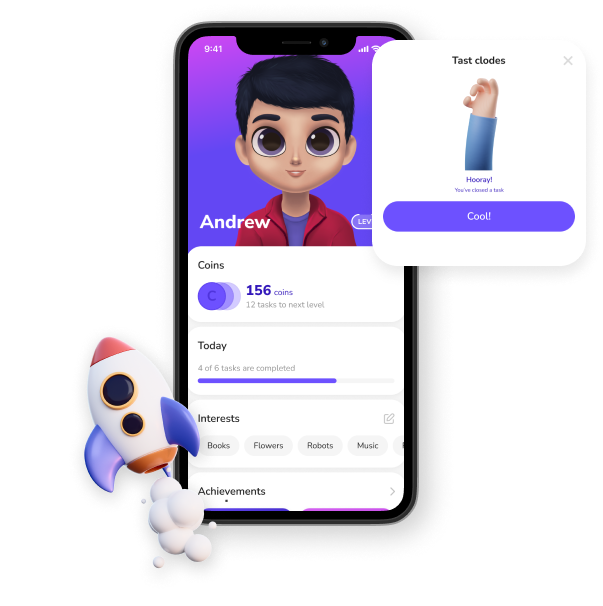 9:41
Tast clodes
Hooray!
You've closed a task
Cool!
Andrew
LEV
Coins
C
156 coins
12 tasks to next level
Today
4 of 6 tasks are completed
Interests
Books Flowers Robots Music
Achievements